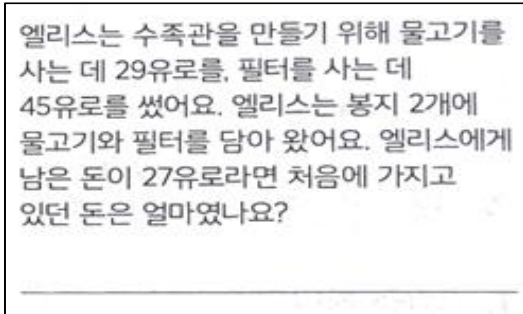 엘리스는 수족관을 만들기 위해 물고기를
사는 데 29유로를, 필터를 사는 데
45유로를 썼어요. 엘리스는 봉지 2개에
물고기와 필터를 담아 왔어요. 엘리스에게
남은 돈이 27유로라면 처음에 가지고
있던 돈은 얼마였나요?